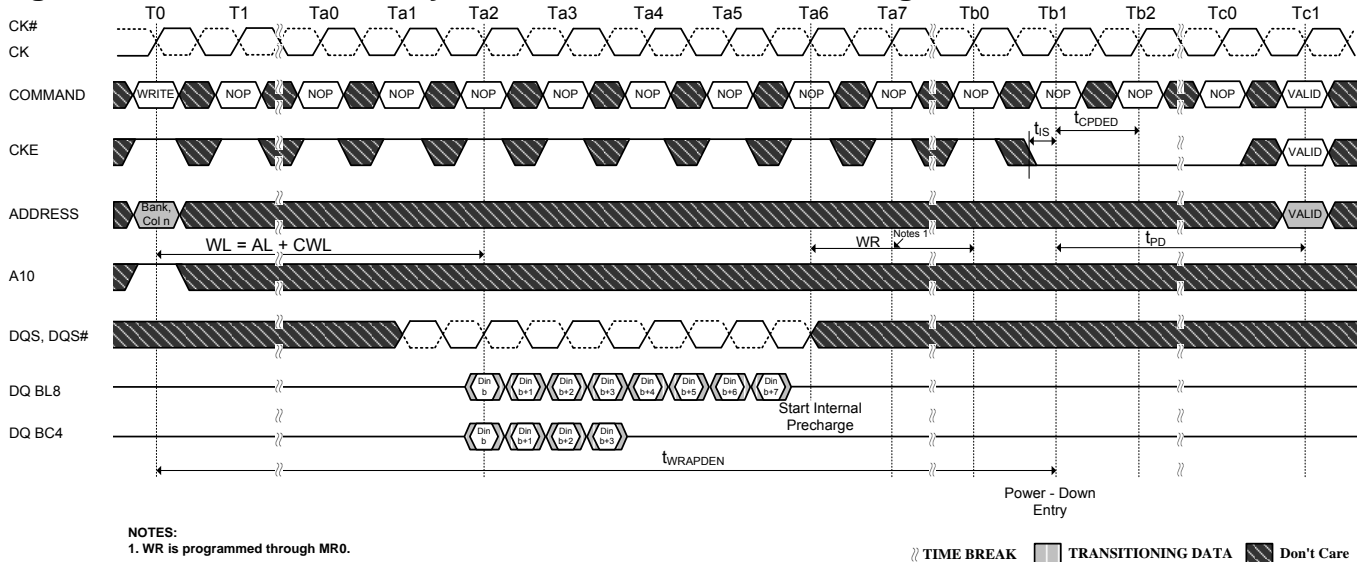 T0 T1 Ta0 Ta1 Ta2 Ta3 Ta4 Ta5 Ta6 Ta7 Tb0 Tb1 Tb2 Tc0 Tc1
CK#
CK
COMMAND WRITE NOP NOP NOP NOP NOP NOP NOP NOP NOP NOP NOP NOP NOP VALID
tIS tCPDED
CKE VALID
ADDRESS Bank, Col n VALID
WL = AL + CWL WR Notes 1 tPD
A10
DQS, DQS#
DQ BL8 Din b Din b+1 Din b+2 Din b+3 Din b+4 Din b+5 Din b+6 Din b+7
Start Internal
Precharge
DQ BC4 Din b Din b+1 Din b+2 Din b+3
tWRAPDEN
Power - Down
Entry
NOTES:
1. WR is programmed through MR0.
TIME BREAK TRANSITIONING DATA Don't Care